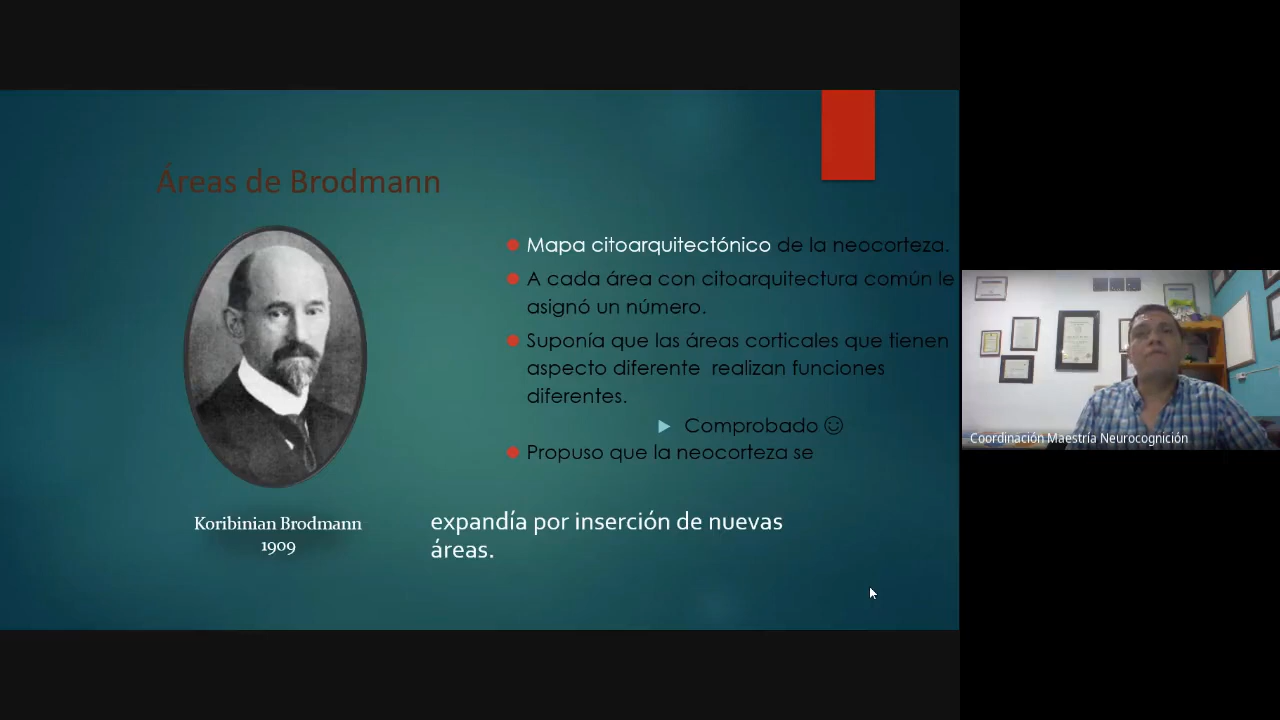 Áreas de Brodmann
Mapa citoarquitectónico de la neocorteza.
A cada área con citoarquitectura común le
asignó un número.
Suponía que las áreas corticales que tienen
aspecto diferente realizan funciones
diferentes.
Comprobado ☺
Propuso que la neocorteza se
expandía por inserción de nuevas
áreas.
Koribinian Brodmann
1909
Coordinación Maestría Neurocognición